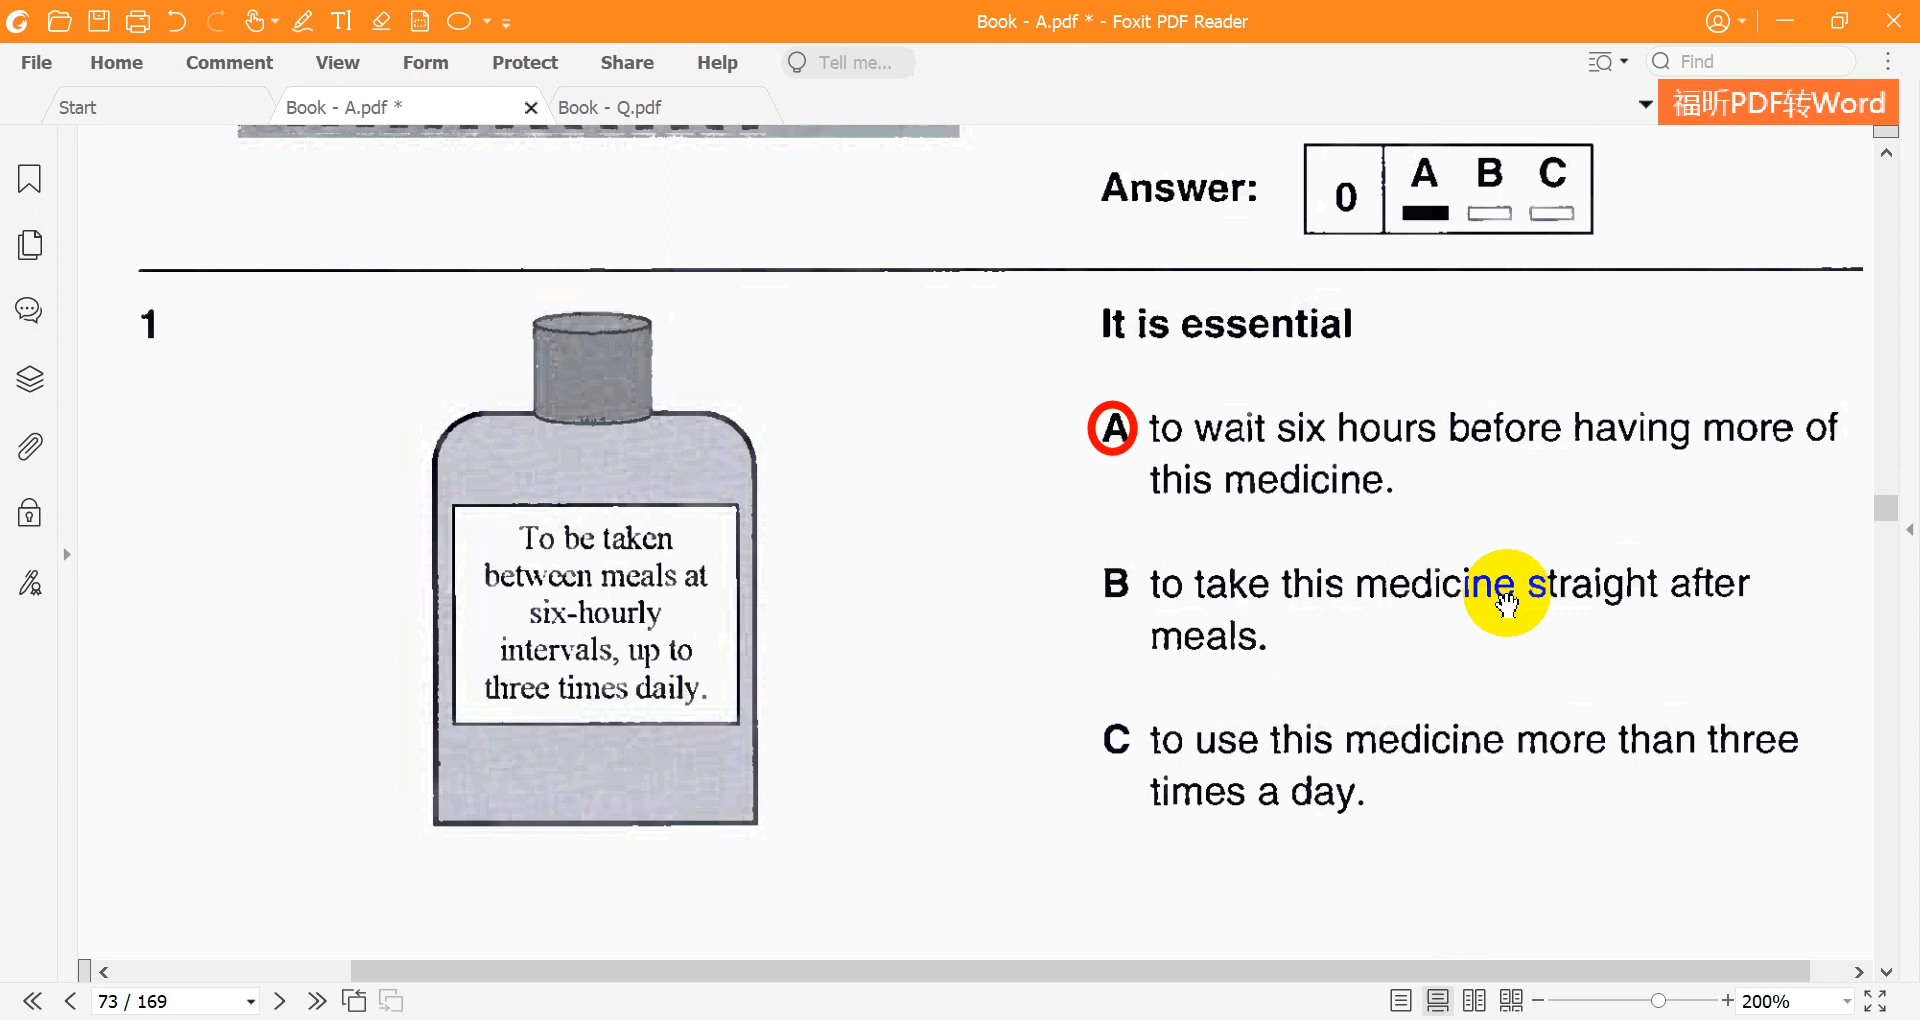 Book - A.pdf * - Foxit PDF Reader
File Home Comment View Form Protect Share Help Tell me... Find
Start Book - A.pdf * Book - Q.pdf 福昕PDF转Word
Answer: 0 A B C
1
To be taken
between meals at
six-hourly
intervals, up to
three times daily.
It is essential
A to wait six hours before having more of
this medicine.
B to take this medicine straight after
meals.
C to use this medicine more than three
times a day.
73 / 169 200%